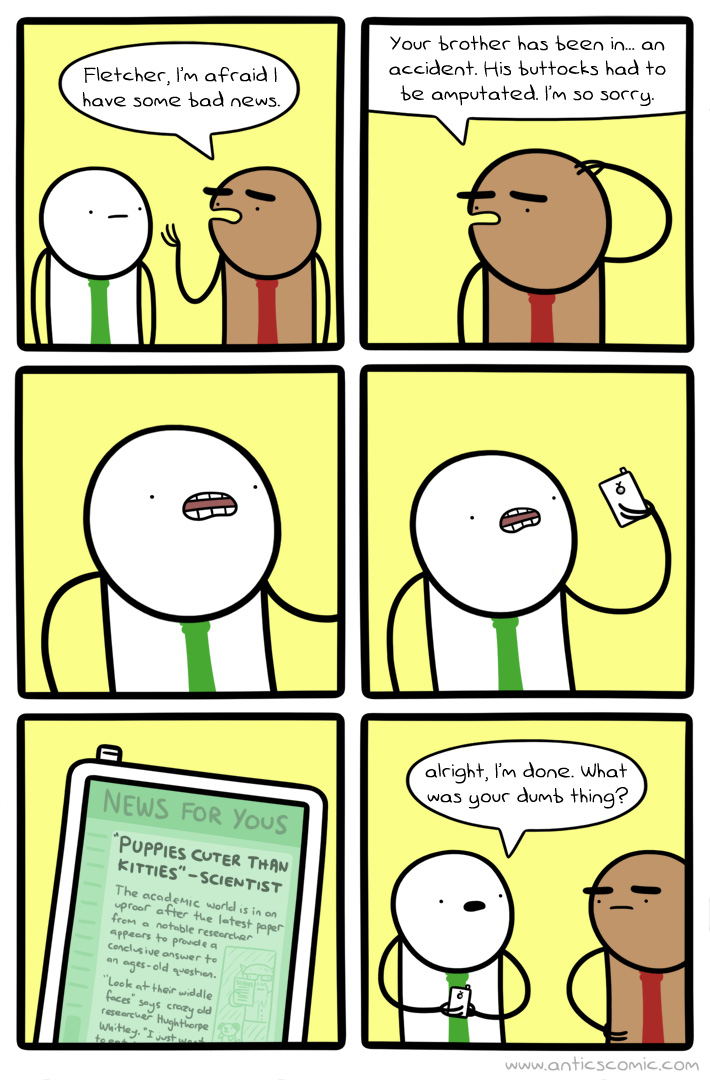 Fletcher, I'm afraid I
have some bad news.
Your brother has been in... an
accident. His buttocks had to
be amputated. I'm so sorry.
NEWS FOR YOUS
"PUPPIES CUTER THAN
KITTIES" - SCIENTIST
The academic world is in an
uproar after the latest paper
from a notable researcher
appears to provide a
conclusive answer to
an ages-old question.
"Look at their widdle
faces" says crazy old
researcher Hughthorpe
Whitley. "I just want
alright, I'm done. What
was your dumb thing?
www.anticscomic.com